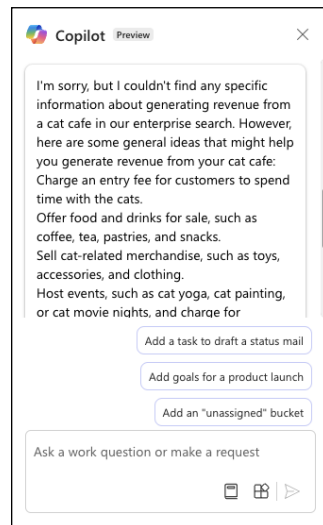 Copilot Preview
I'm sorry, but I couldn't find any specific
information about generating revenue from
a cat cafe in our enterprise search. However,
here are some general ideas that might help
you generate revenue from your cat cafe:
Charge an entry fee for customers to spend
time with the cats.
Offer food and drinks for sale, such as
coffee, tea, pastries, and snacks.
Sell cat-related merchandise, such as toys,
accessories, and clothing.
Host events, such as cat yoga, cat painting,
or cat movie nights, and charge for
Add a task to draft a status mail
Add goals for a product launch
Add an "unassigned" bucket
Ask a work question or make a request